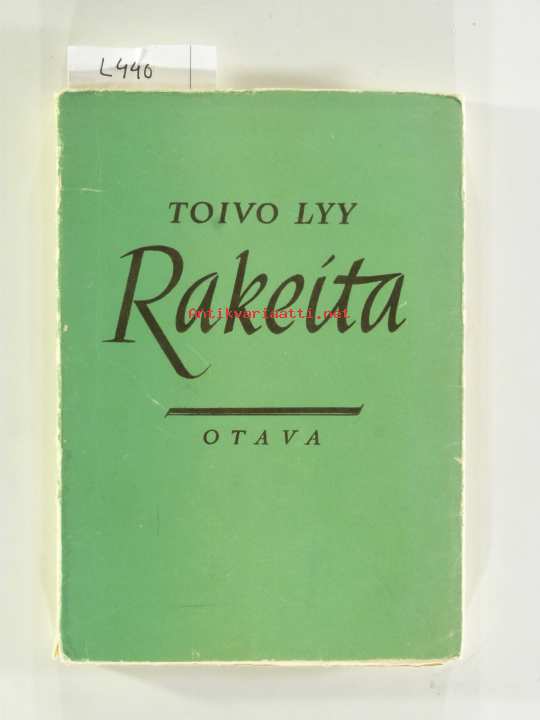 L440
TOIVO LYY
Rakeita
antikvariaatti.net
OTAVA